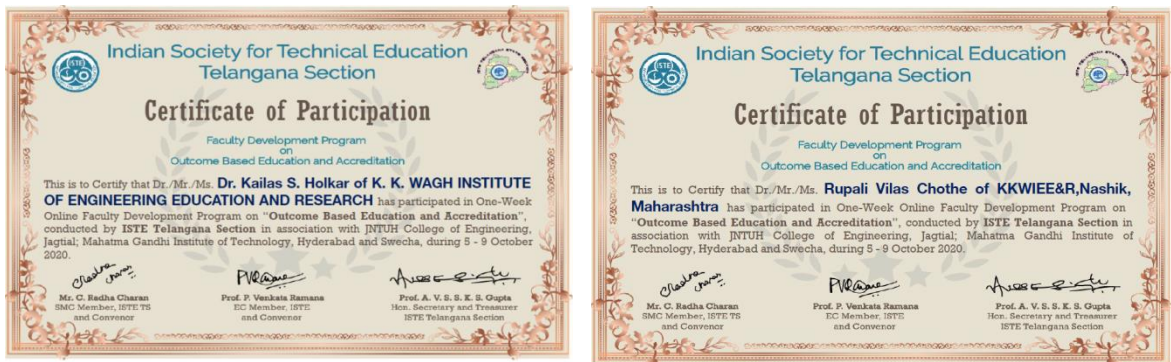 ISTE
Indian Society for Technical Education
Telangana Section
Certificate of Participation
Faculty Development Program
on
Outcome Based Education and Accreditation
This is to Certify that Dr./Mr./Ms. Dr. Kailas S. Holkar of K. K. WAGH INSTITUTE
OF ENGINEERING EDUCATION AND RESEARCH has participated in One-Week
Online Faculty Development Program on "Outcome Based Education and Accreditation",
conducted by ISTE Telangana Section in association with JNTUH College of Engineering,
Jagtial; Mahatma Gandhi Institute of Technology, Hyderabad and Swecha, during 5 - 9 October
2020.
Mr. C. Radha Charan
SMC Member, ISTE TS
and Convenor
Prof. P. Venkata Ramana
EC Member, ISTE
and Convenor
Prof. A. V. S. S. K. S. Gupta
Hon. Secretary and Treasurer
ISTE Telangana Section
ISTE
Indian Society for Technical Education
Telangana Section
Certificate of Participation
Faculty Development Program
on
Outcome Based Education and Accreditation
This is to Certify that Dr./Mr./Ms. Rupali Vilas Chothe of KKWIEE&R,Nashik,
Maharashtra has participated in One-Week Online Faculty Development Program on
"Outcome Based Education and Accreditation", conducted by ISTE Telangana Section in
association with JNTUH College of Engineering, Jagtial; Mahatma Gandhi Institute of
Technology, Hyderabad and Swecha, during 5 - 9 October 2020.
Mr. C. Radha Charan
SMC Member, ISTE TS
and Convenor
Prof. P. Venkata Ramana
EC Member, ISTE
and Convenor
Prof. A. V. S. S. K. S. Gupta
Hon. Secretary and Treasurer
ISTE Telangana Section